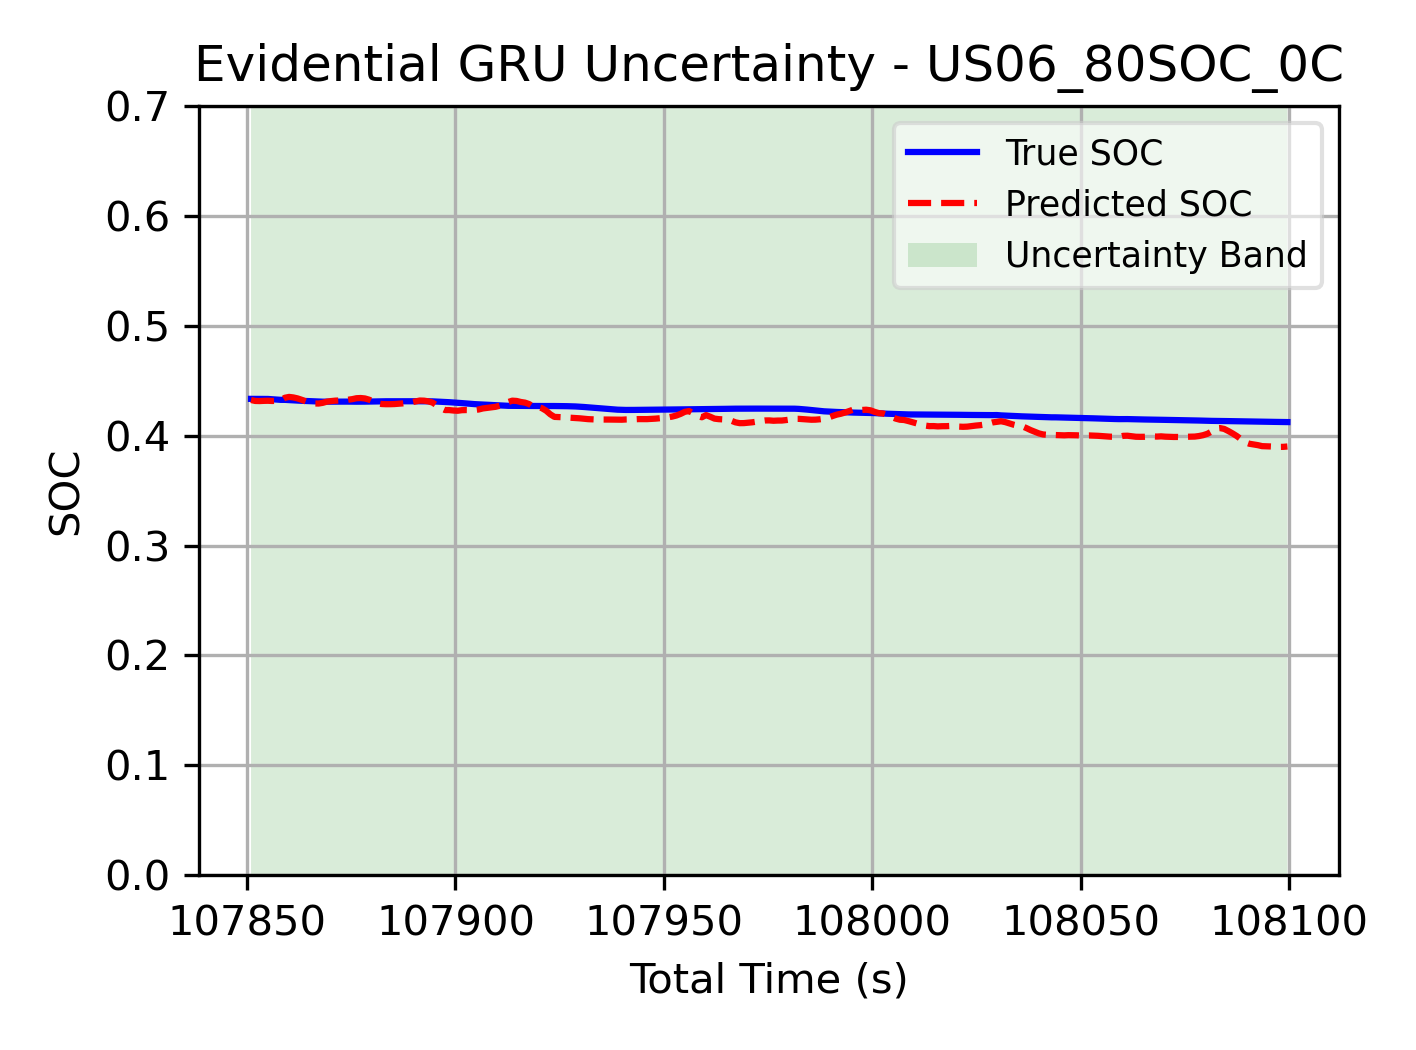 Evidential GRU Uncertainty - US06_80SOC_0C
True SOC
Predicted SOC
Uncertainty Band
SOC
0.7
0.6
0.5
0.4
0.3
0.2
0.1
0.0
107850 107900 107950 108000 108050 108100
Total Time (s)